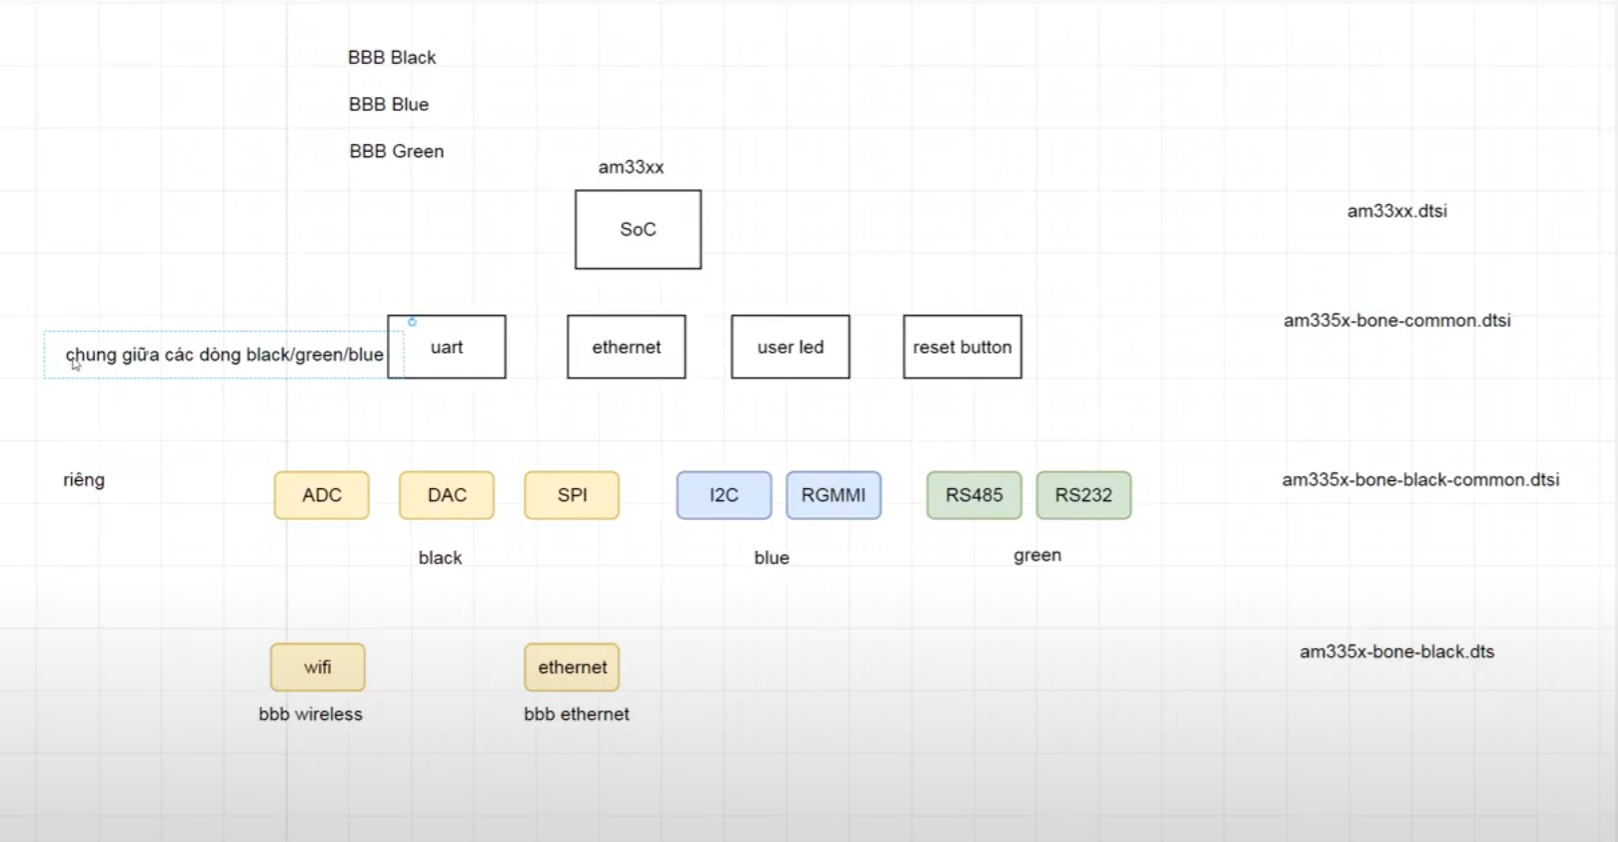 BBB Black
BBB Blue
BBB Green
am33xx
SoC
am33xx.dtsi
am335x-bone-common.dtsi
chung giữa các dòng black/green/blue
uart
ethernet
user led
reset button
riêng
ADC
DAC
SPI
I2C
RGMMI
RS485
RS232
am335x-bone-black-common.dtsi
black
blue
green
wifi
ethernet
am335x-bone-black.dts
bbb wireless
bbb ethernet